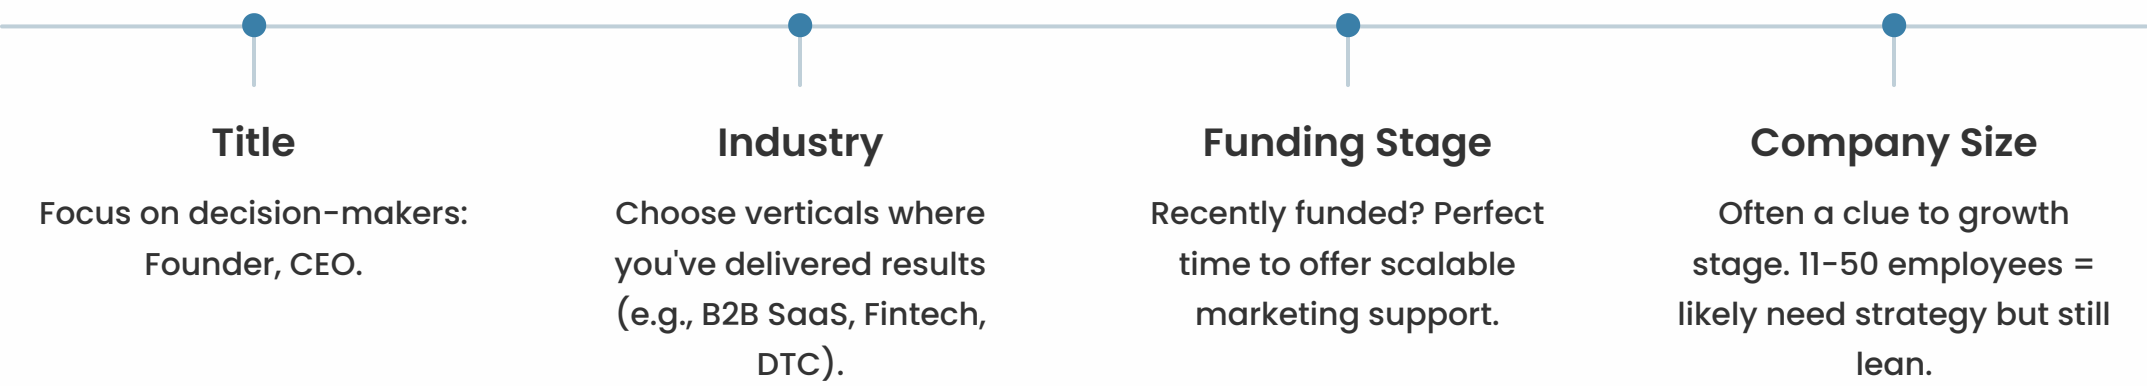 Title
Focus on decision-makers:
Founder, CEO.
Industry
Choose verticals where
you've delivered results
(e.g., B2B SaaS, Fintech,
DTC).
Funding Stage
Recently funded? Perfect
time to offer scalable
marketing support.
Company Size
Often a clue to growth
stage. 11-50 employees =
likely need strategy but still
lean.